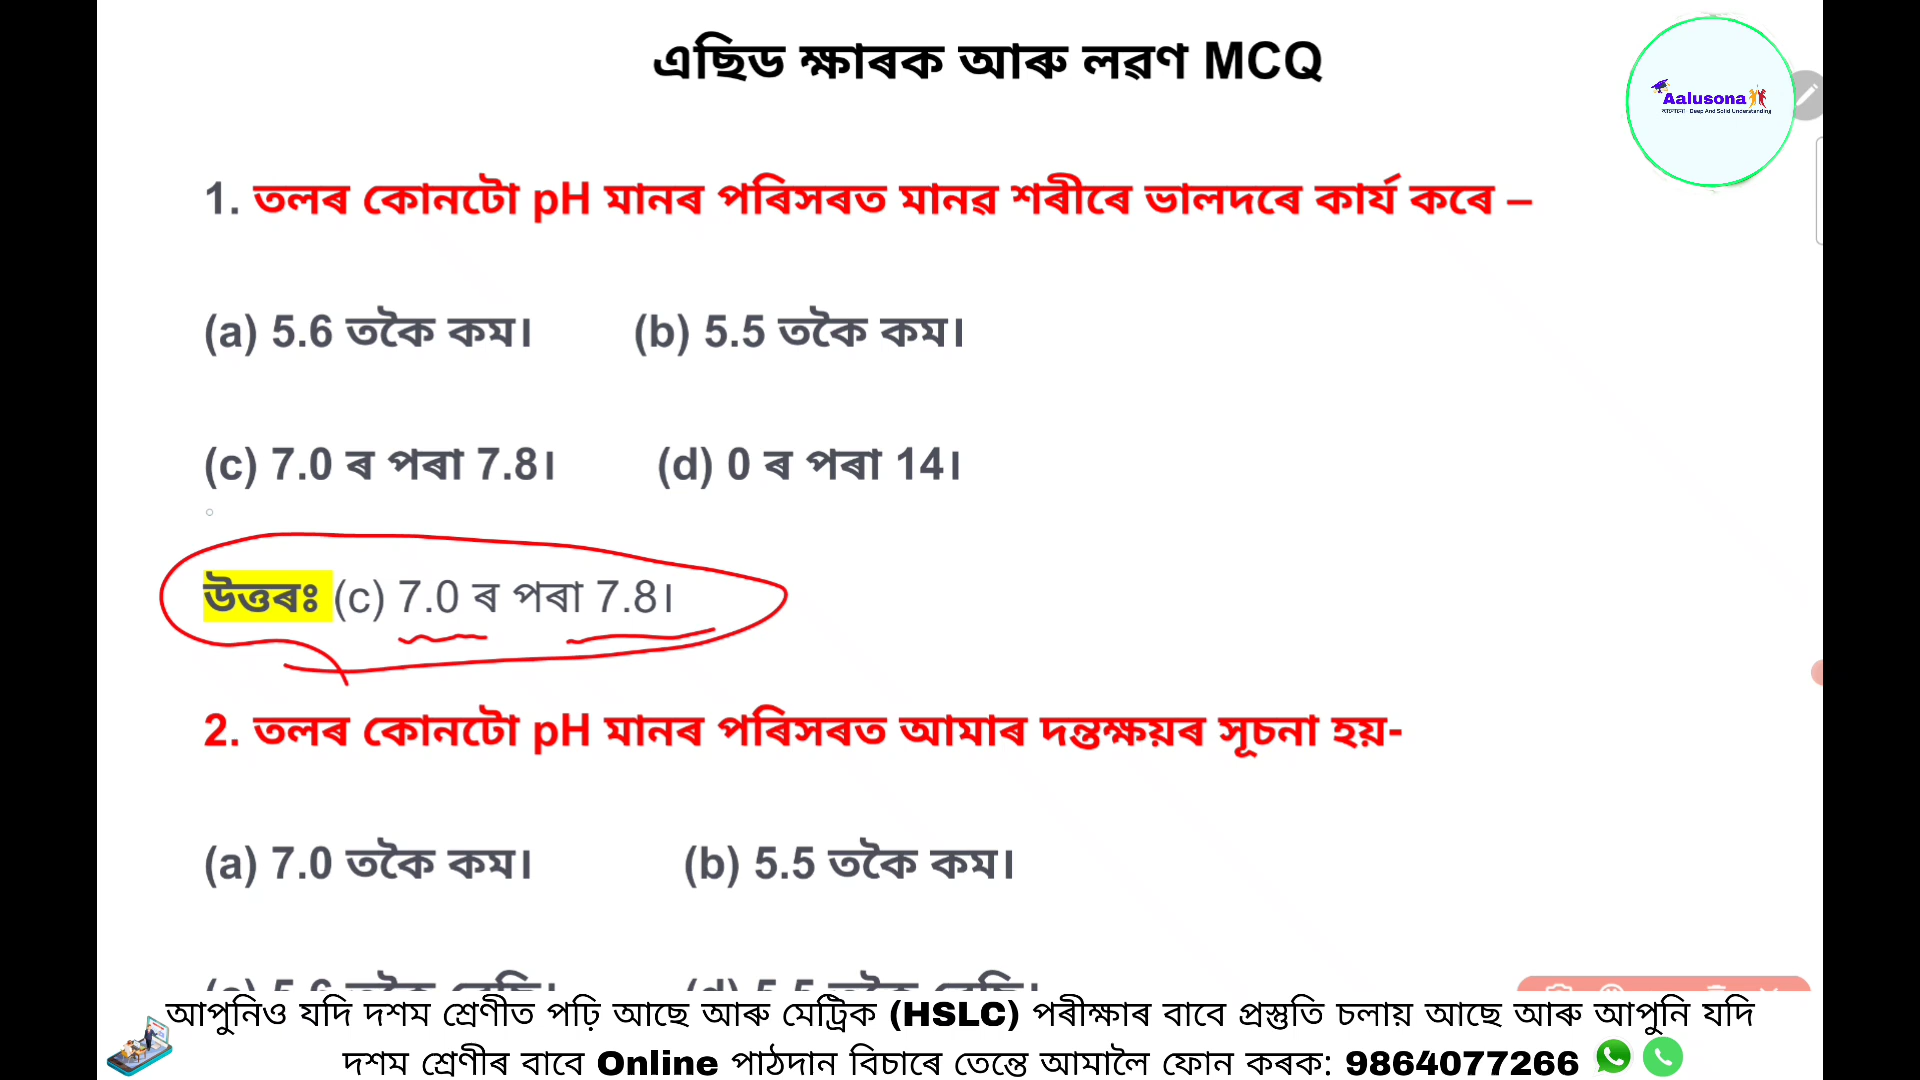 এছিড ক্ষাৰক আৰু লৱণ MCQ
Aalusona
1. তলৰ কোনটো pH মানৰ পৰিসৰত মানৱ শৰীৰে ভালদৰে কাৰ্য কৰে –
(a) 5.6 তকৈ কম। (b) 5.5 তকৈ কম।
(c) 7.0 ৰ পৰা 7.8। (d) 0 ৰ পৰা 14।
উত্তৰঃ (c) 7.0 ৰ পৰা 7.8।
2. তলৰ কোনটো pH মানৰ পৰিসৰত আমাৰ দন্তক্ষয়ৰ সূচনা হয়-
(a) 7.0 তকৈ কম। (b) 5.5 তকৈ কম।
আপুনিও যদি দশম শ্ৰেণীত পঢ়ি আছে আৰু মেট্ৰিক (HSLC) পৰীক্ষাৰ বাবে প্ৰস্তুতি চলায় আছে আৰু আপুনি যদি
দশম শ্ৰেণীৰ বাবে Online পাঠদান বিচাৰে তেন্তে আমালৈ ফোন কৰক: 9864077266